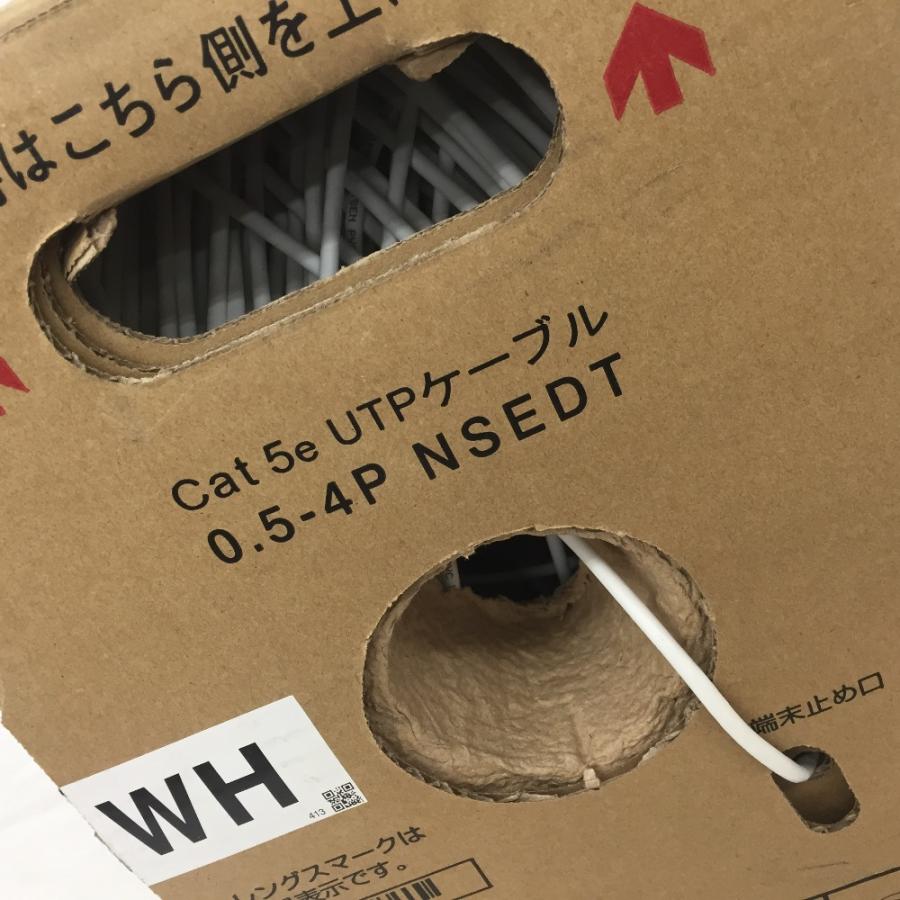 はこちら側を上に
Cat 5e UTPケーブル
0.5-4P NSEDT
端末止め口
WH
413
レングスマークは
表示です。